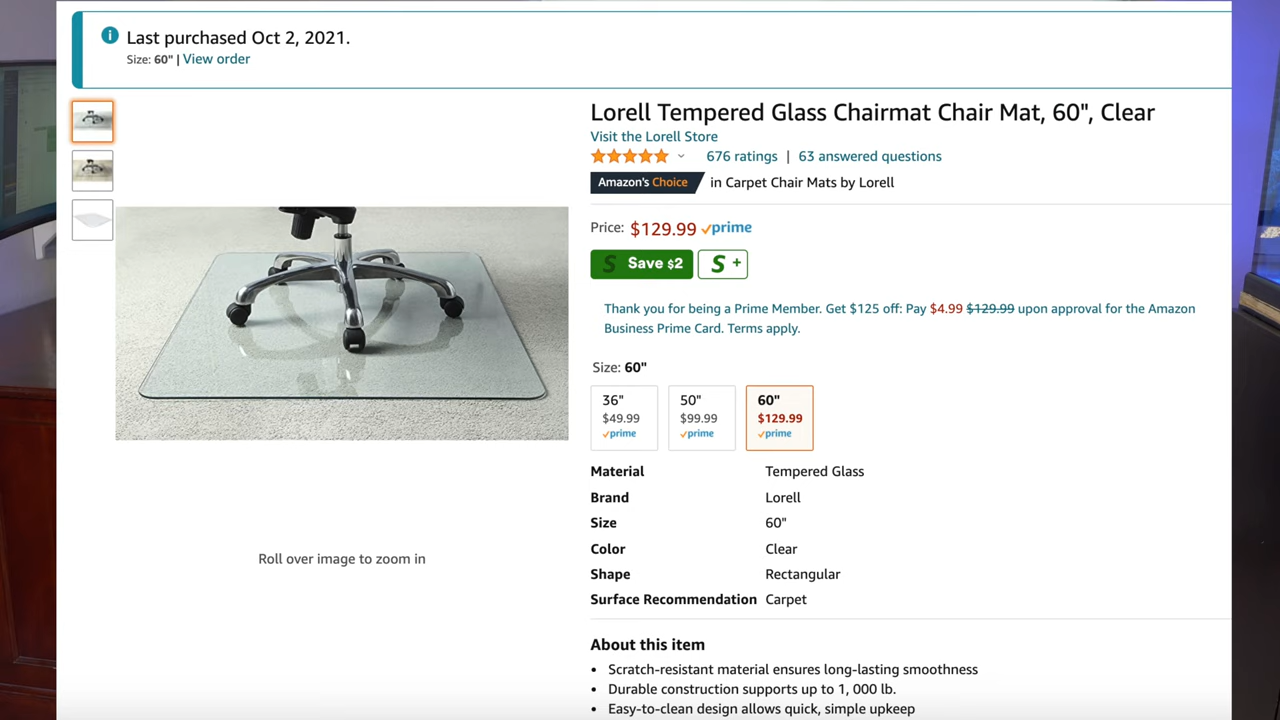 Last purchased Oct 2, 2021.
Size: 60" | View order
Lorell Tempered Glass Chairmat Chair Mat, 60", Clear
Visit the Lorell Store
676 ratings | 63 answered questions
Amazon's Choice in Carpet Chair Mats by Lorell
Price: $129.99 prime
S Save $2 S +
Thank you for being a Prime Member. Get $125 off: Pay $4.99 $129.99 upon approval for the Amazon
Business Prime Card. Terms apply.
Size: 60"
36" 50" 60"
$49.99 $99.99 $129.99
prime prime prime
Material Tempered Glass
Brand Lorell
Size 60"
Color Clear
Shape Rectangular
Surface Recommendation Carpet
Roll over image to zoom in
About this item
• Scratch-resistant material ensures long-lasting smoothness
• Durable construction supports up to 1, 000 lb.
• Easy-to-clean design allows quick, simple upkeep